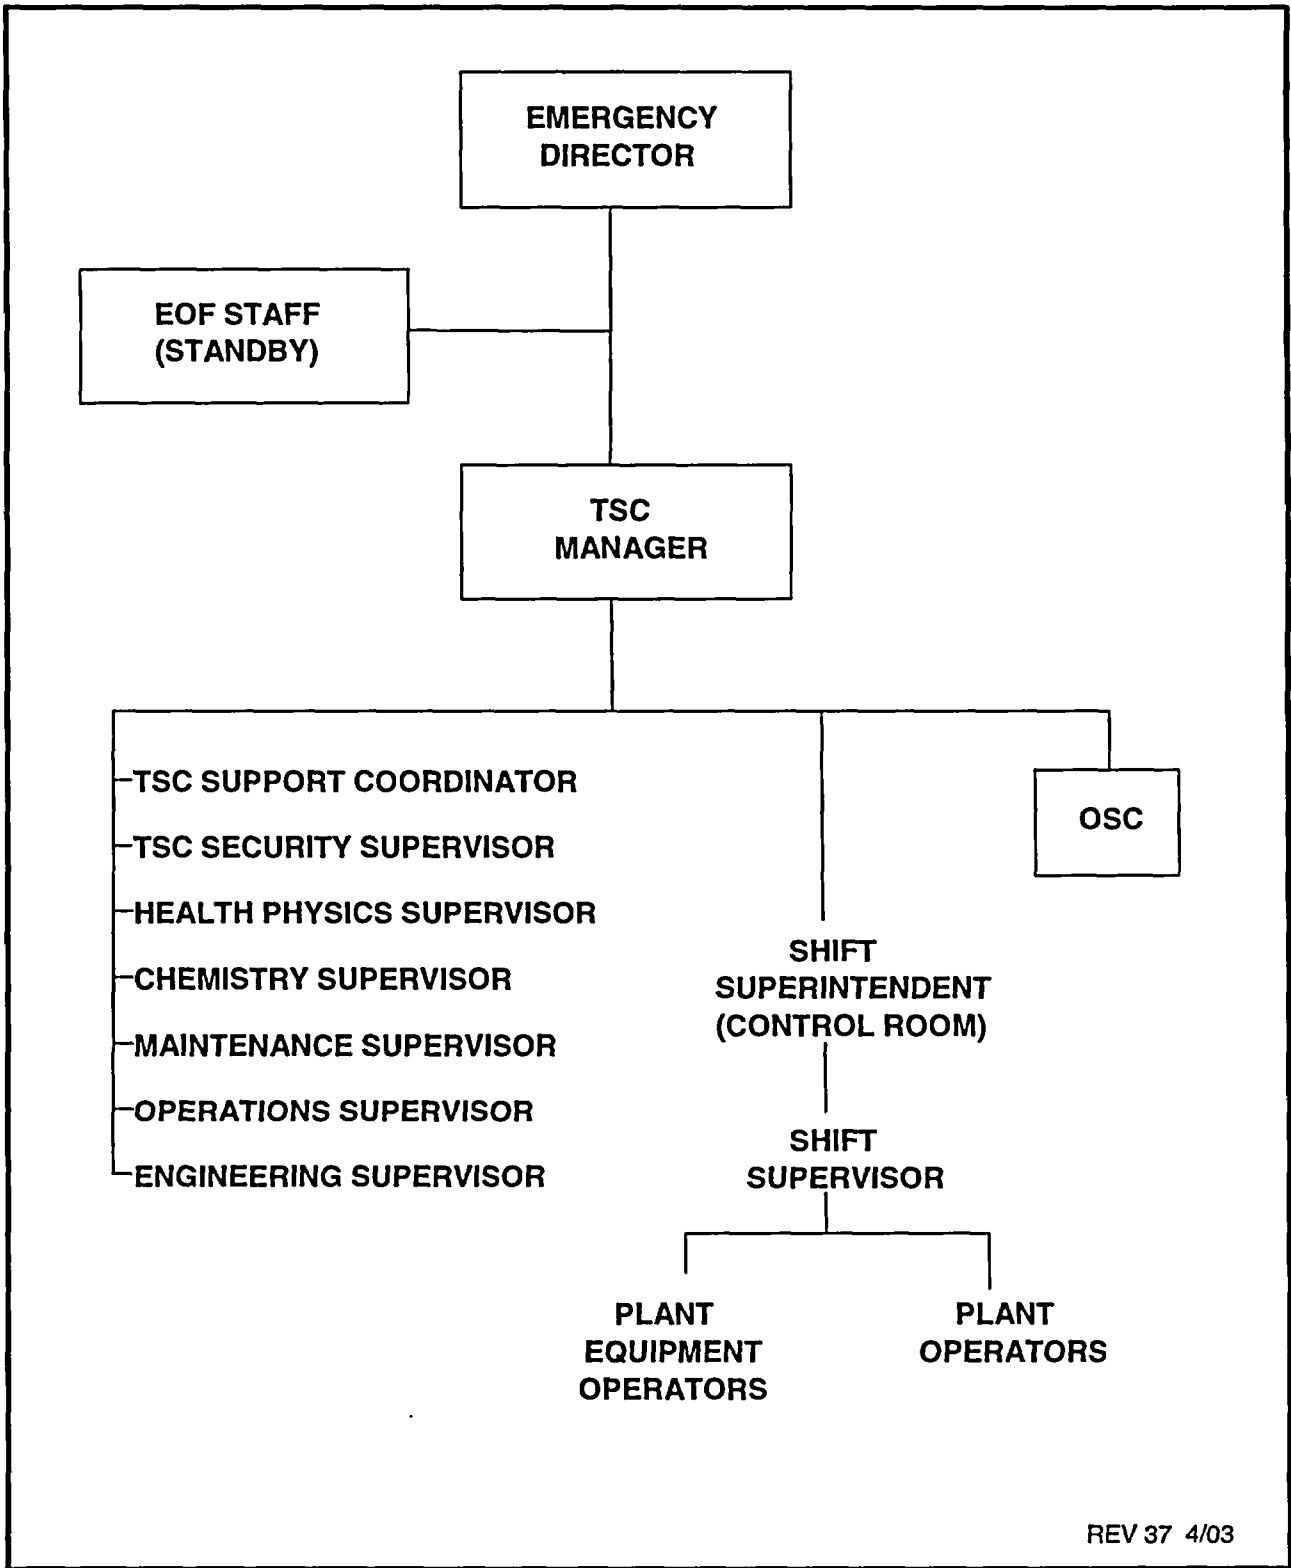 EMERGENCY
DIRECTOR
EOF STAFF
(STANDBY)
TSC
MANAGER
TSC SUPPORT COORDINATOR
TSC SECURITY SUPERVISOR
HEALTH PHYSICS SUPERVISOR
CHEMISTRY SUPERVISOR
MAINTENANCE SUPERVISOR
OPERATIONS SUPERVISOR
ENGINEERING SUPERVISOR
OSC
SHIFT
SUPERINTENDENT
(CONTROL ROOM)
SHIFT
SUPERVISOR
PLANT
EQUIPMENT
OPERATORS
PLANT
OPERATORS
REV 37 4/03